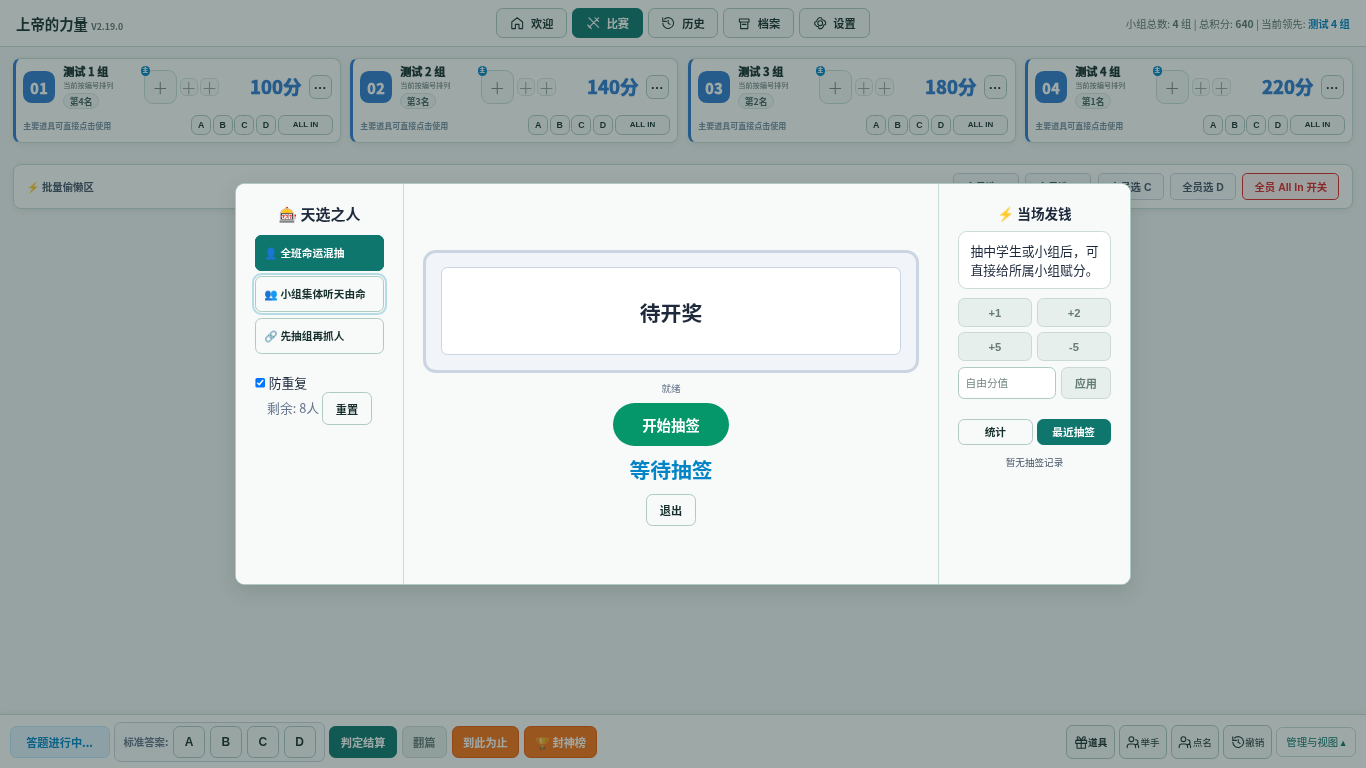 上帝的力量 V2.19.0
欢迎
比赛
历史
档案
设置
小组总数: 4 组 | 总积分: 640 | 当前领先: 测试 4 组
01
测试 1 组
当前按编号排列
第4名
主
100分
...
主要道具可直接点击使用
A B C D ALL IN
02
测试 2 组
当前按编号排列
第3名
主
140分
...
主要道具可直接点击使用
A B C D ALL IN
03
测试 3 组
当前按编号排列
第2名
主
180分
...
主要道具可直接点击使用
A B C D ALL IN
04
测试 4 组
当前按编号排列
第1名
主
220分
...
主要道具可直接点击使用
A B C D ALL IN
⚡ 批量偷懒区
选 C
全员选 D
全员 All In 开关
🎰 天选之人
👤 全班命运混抽
👥 小组集体听天由命
🔗 先抽组再抓人
防重复
剩余: 8人
重置
待开奖
就绪
开始抽签
等待抽签
退出
⚡ 当场发钱
抽中学生或小组后，可
直接给所属小组赋分。
+1
+2
+5
-5
自由分值
应用
统计
最近抽签
暂无抽签记录
答题进行中...
标准答案:
A B C D
判定结算
翻篇
到此为止
🏆 封神榜
道具
举手
点名
撤销
管理与视图 ▴